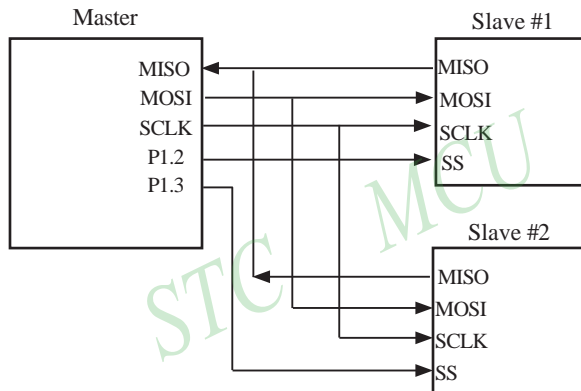 Master
MISO
MOSI
SCLK
P1.2
P1.3
Slave #1
MISO
MOSI
SCLK
SS
Slave #2
MISO
MOSI
SCLK
SS
STC MCU